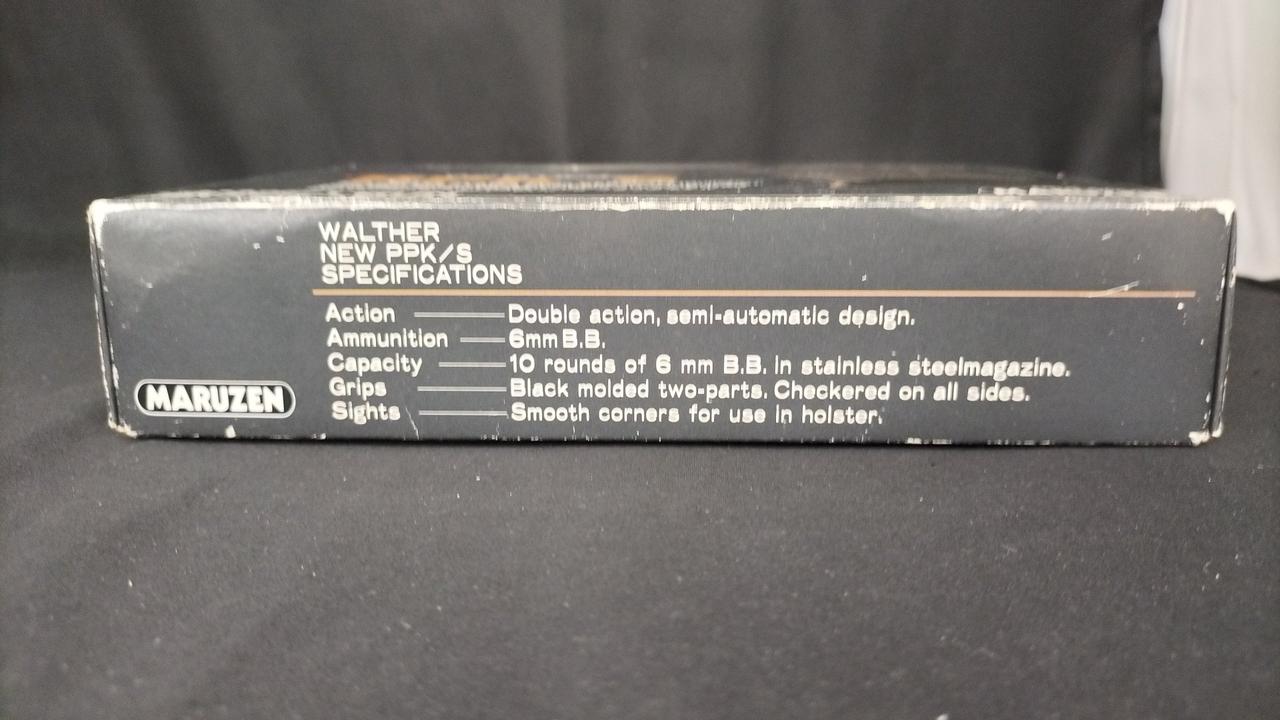 WALTHER
NEW PPK/S
SPECIFICATIONS
Action Double action, semi-automatic design.
Ammunition 6mm B.B.
Capacity 10 rounds of 6 mm B.B. in stainless steelmagazine.
Grips Black molded two-parts. Checkered on all sides.
Sights Smooth corners for use in holster.
MARUZEN